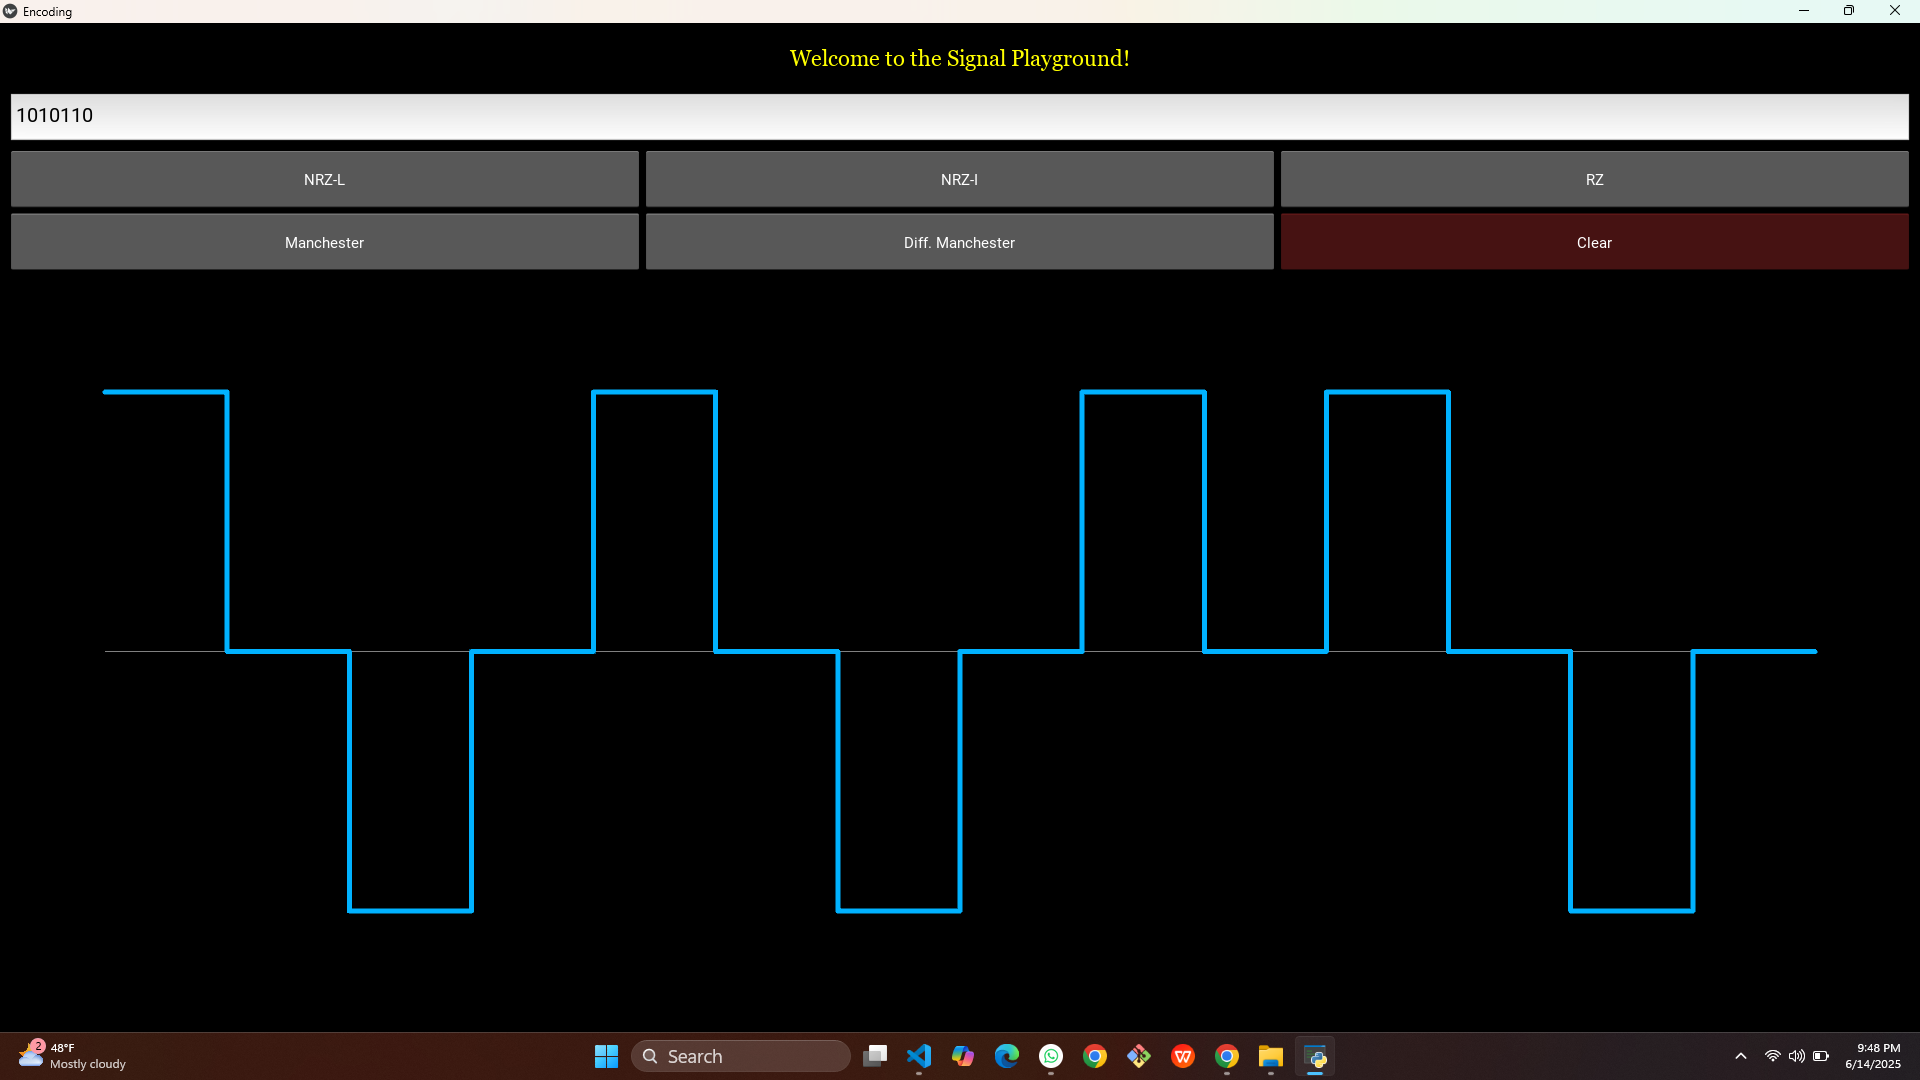 Encoding
Welcome to the Signal Playground!
1010110
NRZ-L NRZ-I RZ
Manchester Diff. Manchester Clear
2
48°F
Mostly cloudy
Search
9:48 PM
6/14/2025